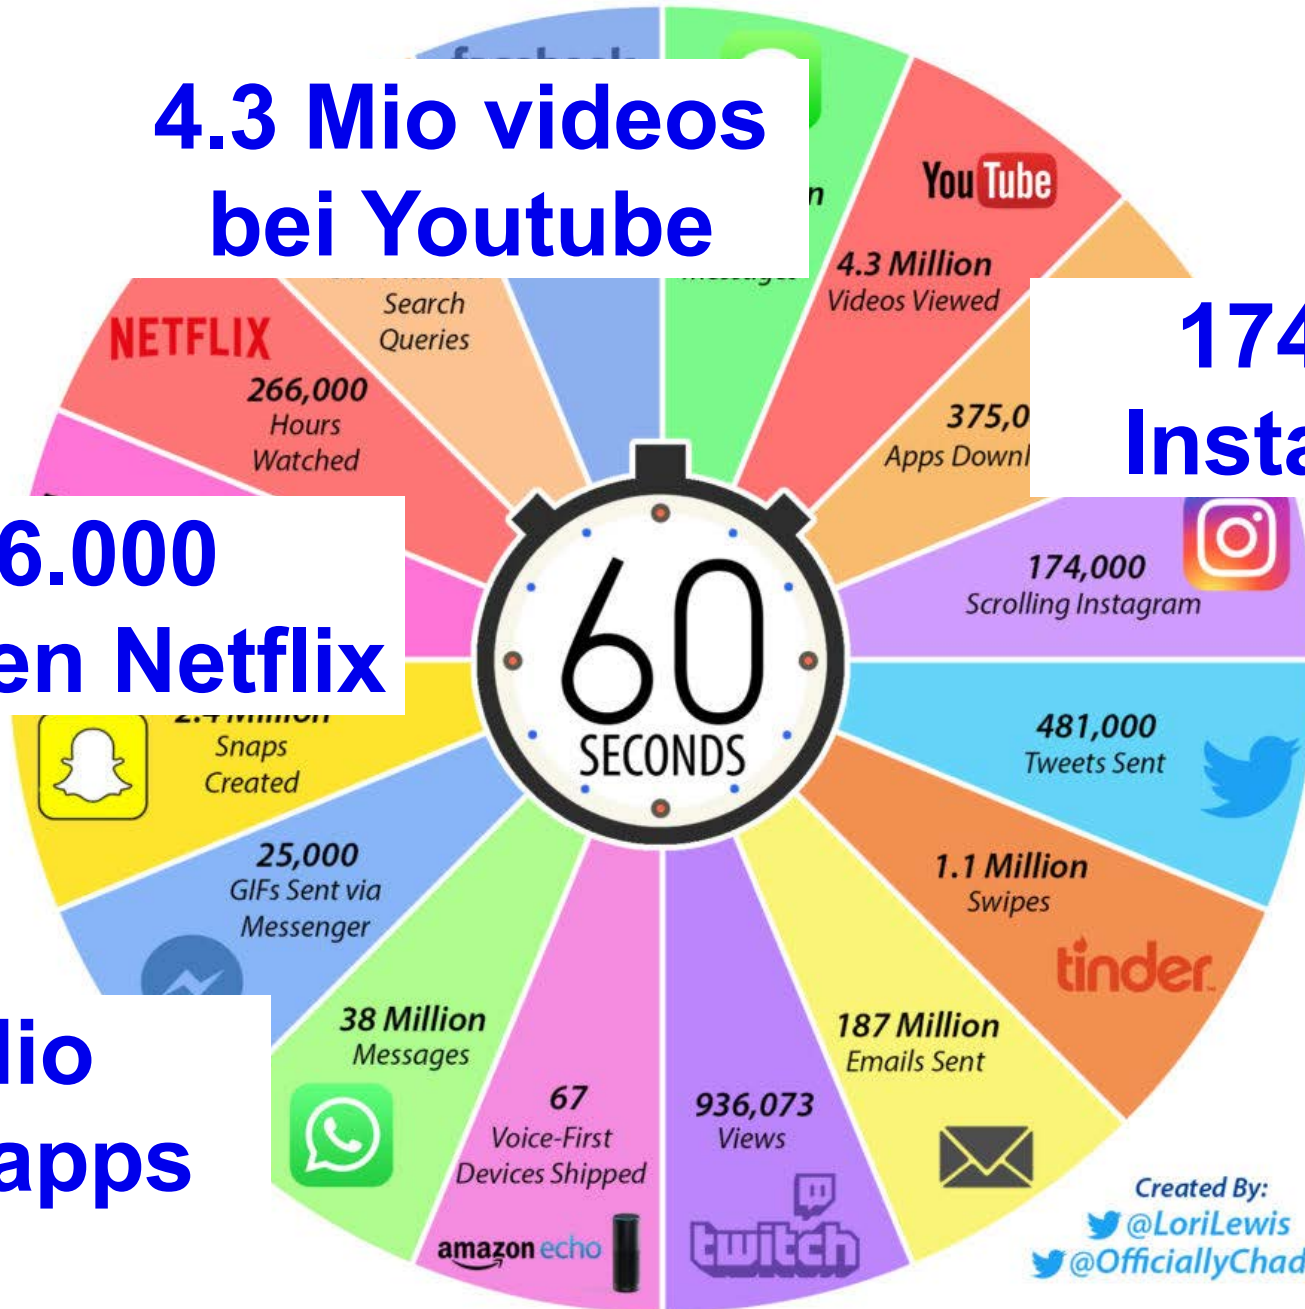 4.3 Mio videos
bei Youtube
You Tube
4.3 Million
Videos Viewed
Search
Queries
NETFLIX
266,000
Hours
Watched
375,0
Apps Downl
174
Insta
174,000
Scrolling Instagram
6.000
en Netflix
60
SECONDS
Snaps
Created
481,000
Tweets Sent
25,000
GIFs Sent via
Messenger
1.1 Million
Swipes
tinder
lio
apps
38 Million
Messages
187 Million
Emails Sent
67
Voice-First
Devices Shipped
amazon echo
936,073
Views
twitch
Created By:
@LoriLewis
@OfficiallyChad